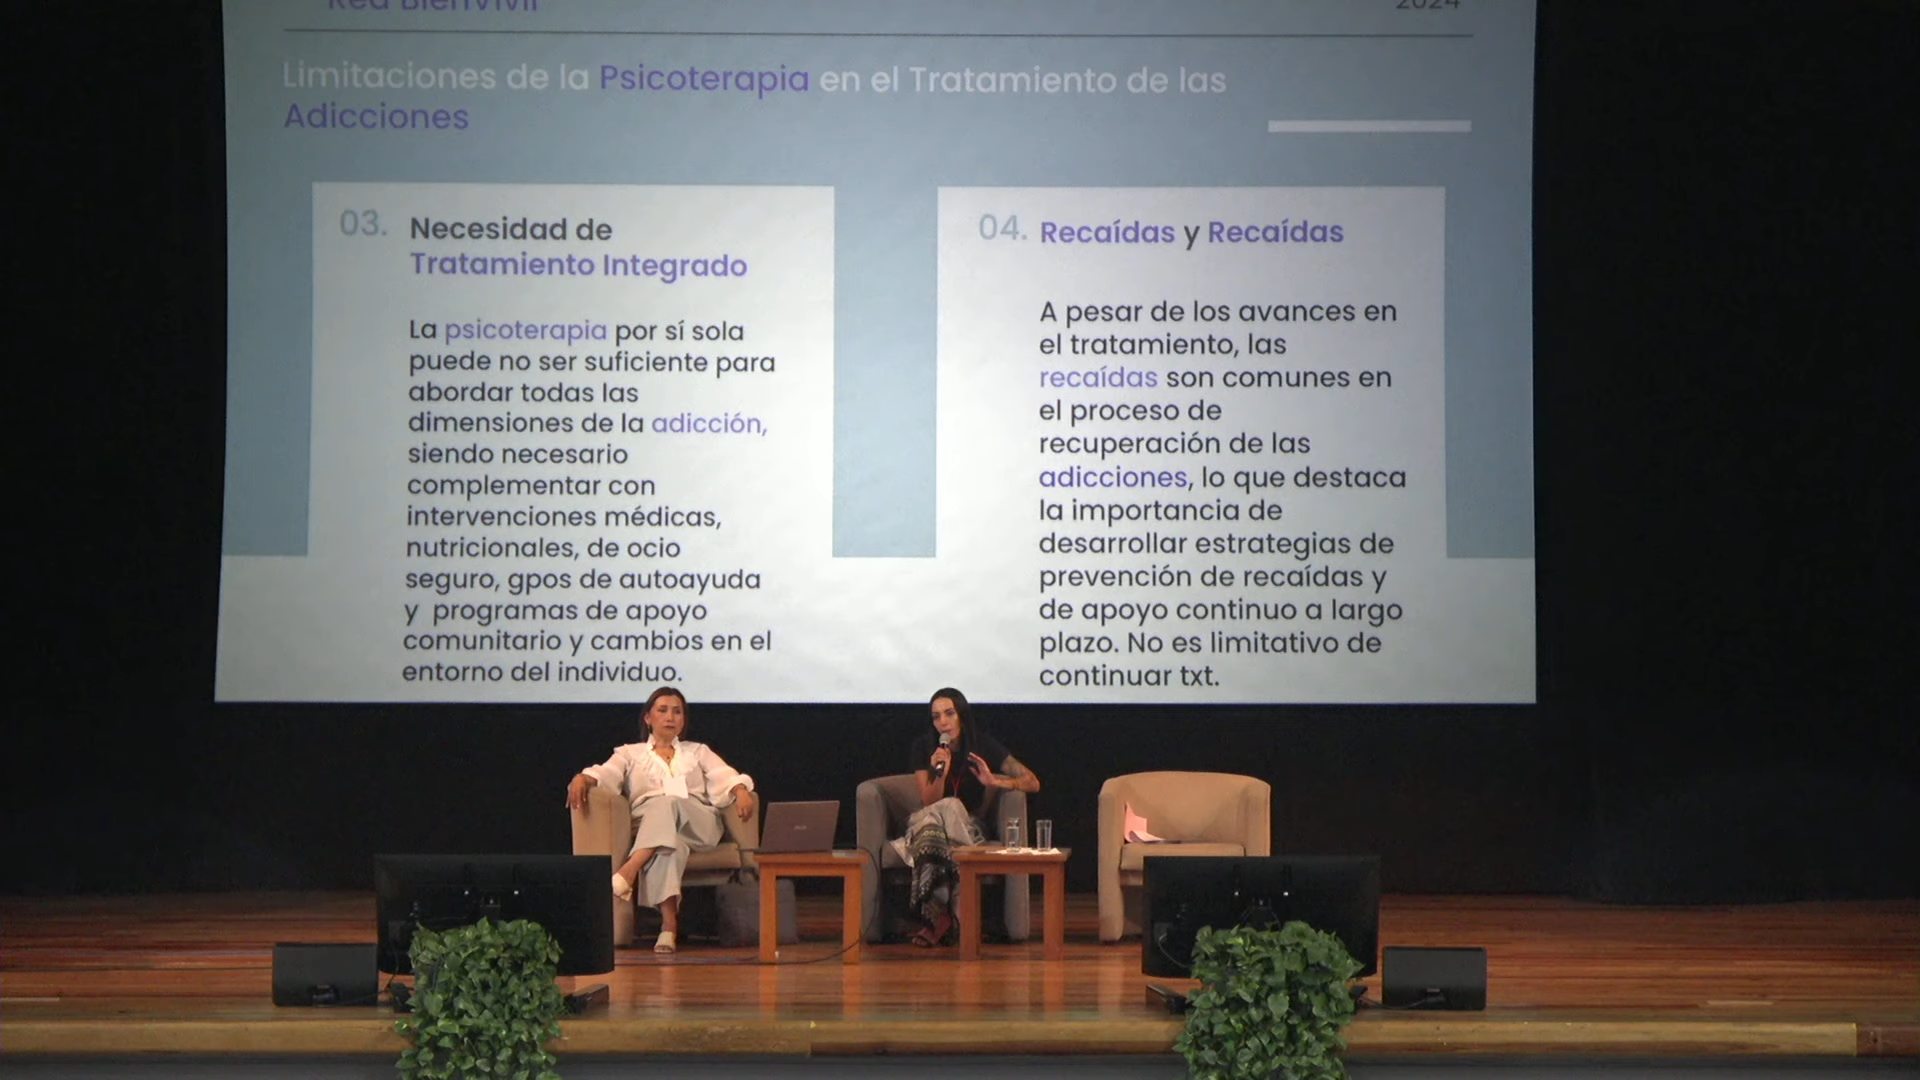 Red BienVivir
2024
Limitaciones de la Psicoterapia en el Tratamiento de las
Adicciones
03.
Necesidad de
Tratamiento Integrado
La psicoterapia por sí sola
puede no ser suficiente para
abordar todas las
dimensiones de la adicción,
siendo necesario
complementar con
intervenciones médicas,
nutricionales, de ocio
seguro, gpos de autoayuda
y programas de apoyo
comunitario y cambios en el
entorno del individuo.
04.
Recaídas y Recaídas
A pesar de los avances en
el tratamiento, las
recaídas son comunes en
el proceso de
recuperación de las
adicciones, lo que destaca
la importancia de
desarrollar estrategias de
prevención de recaídas y
de apoyo continuo a largo
plazo. No es limitativo de
continuar txt.